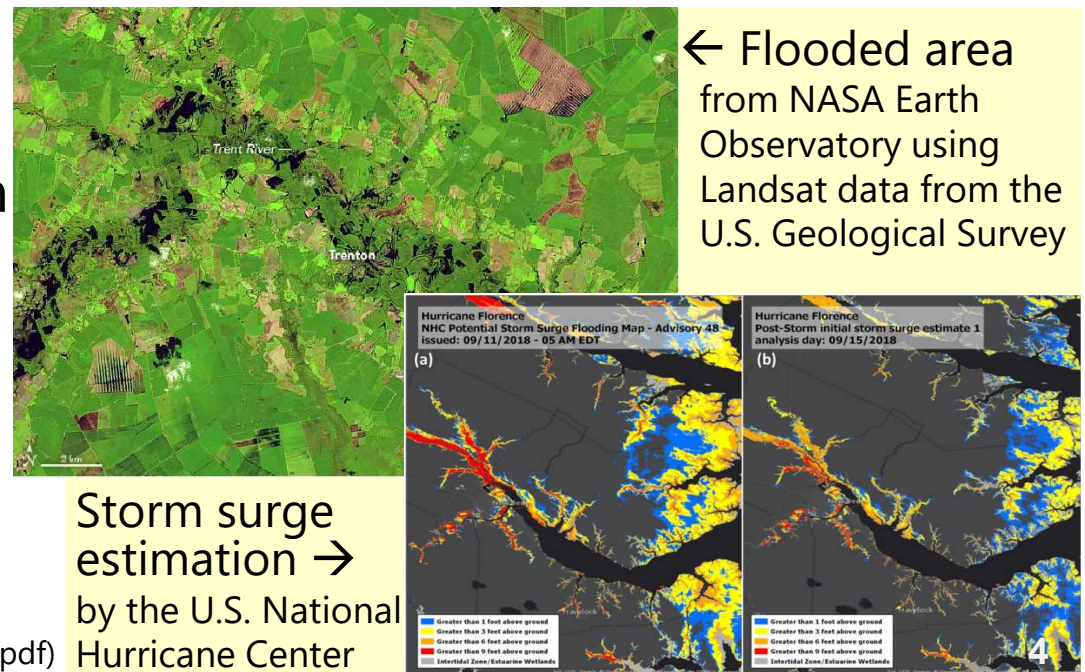 ← Flooded area
from NASA Earth
Observatory using
Landsat data from the
U.S. Geological Survey
n
Trent River
Trenton
N
2 km
Hurricane Florence
NHC Potential Storm Surge Flooding Map - Advisory 48
issued: 09/11/2018 - 05 AM EDT
(a)
Greater than 1 foot above ground
Greater than 3 feet above ground
Greater than 6 feet above ground
Greater than 9 feet above ground
Intertidal Zone/Estuarine Wetlands
Hurricane Florence
Post-Storm initial storm surge estimate 1
analysis day: 09/15/2018
(b)
Greater than 1 foot above ground
Greater than 3 feet above ground
Greater than 6 feet above ground
Greater than 9 feet above ground
Intertidal Zone/Estuarine Wetlands
Storm surge
estimation →
by the U.S. National
Hurricane Center
pdf)
4